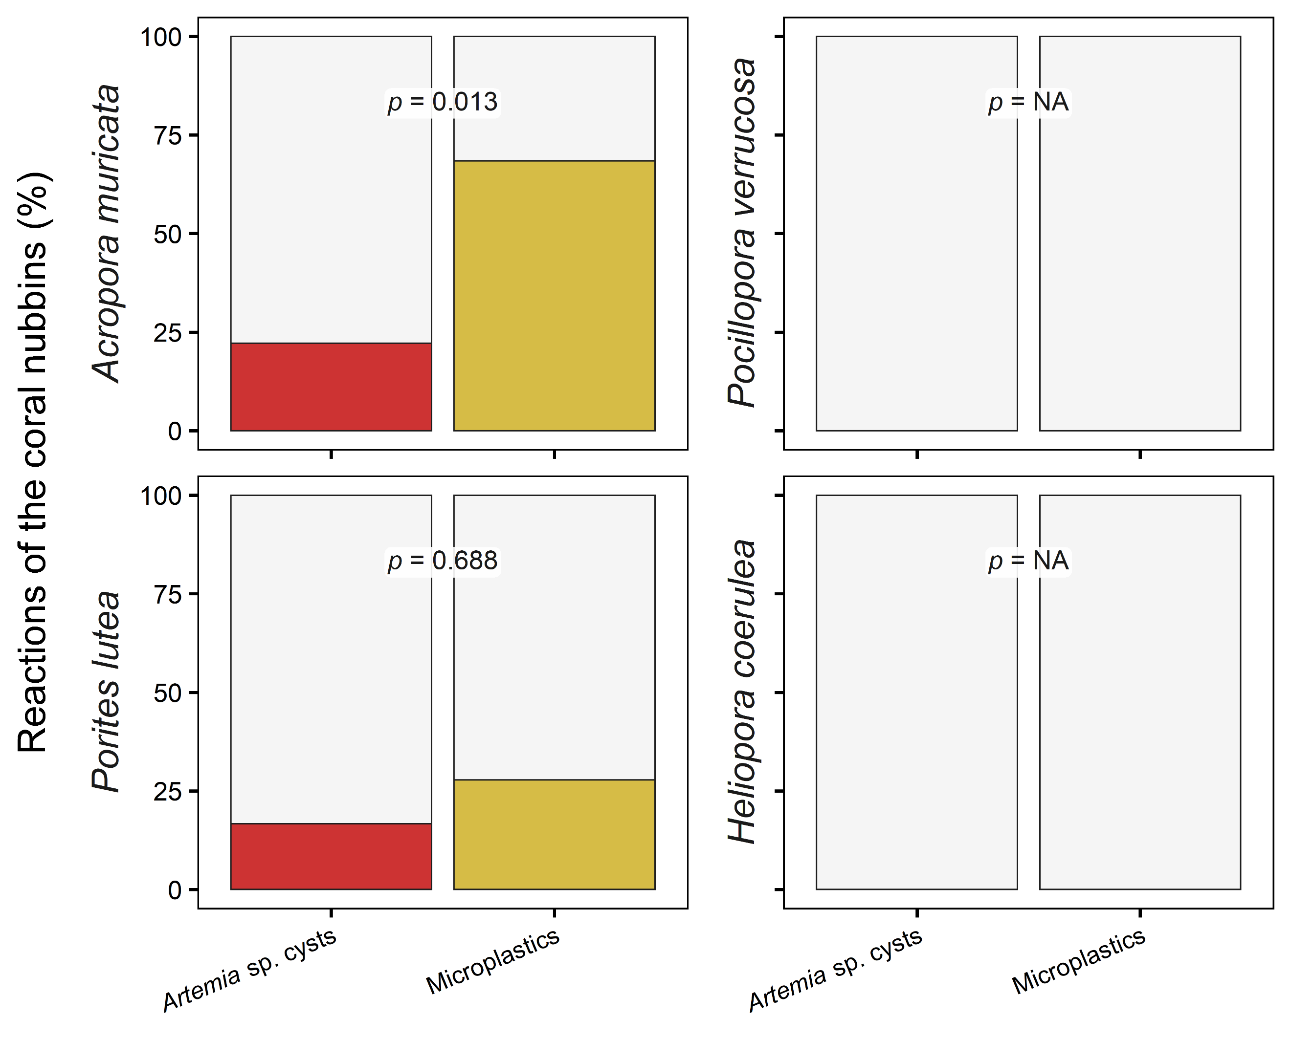 Reactions of the coral nubbins (%)
Acropora muricata
100
75
50
25
0
p = 0.013
Pocillopora verrucosa
p = NA
Porites lutea
100
75
50
25
0
p = 0.688
Heliopora coerulea
p = NA
Artemia sp. cysts
Microplastics
Artemia sp. cysts
Microplastics